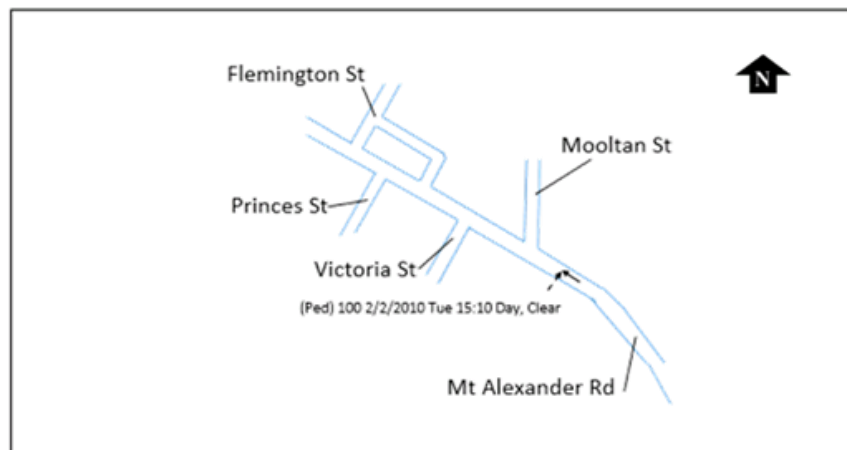 Flemington St
N
Mooltan St
Princes St
Victoria St
(Ped) 100 2/2/2010 Tue 15:10 Day, Clear
Mt Alexander Rd